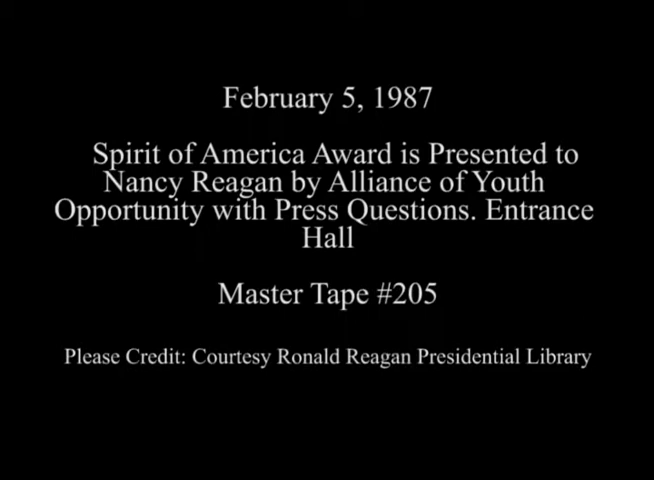 February 5, 1987
Spirit of America Award is Presented to
Nancy Reagan by Alliance of Youth
Opportunity with Press Questions. Entrance
Hall
Master Tape #205
Please Credit: Courtesy Ronald Reagan Presidential Library